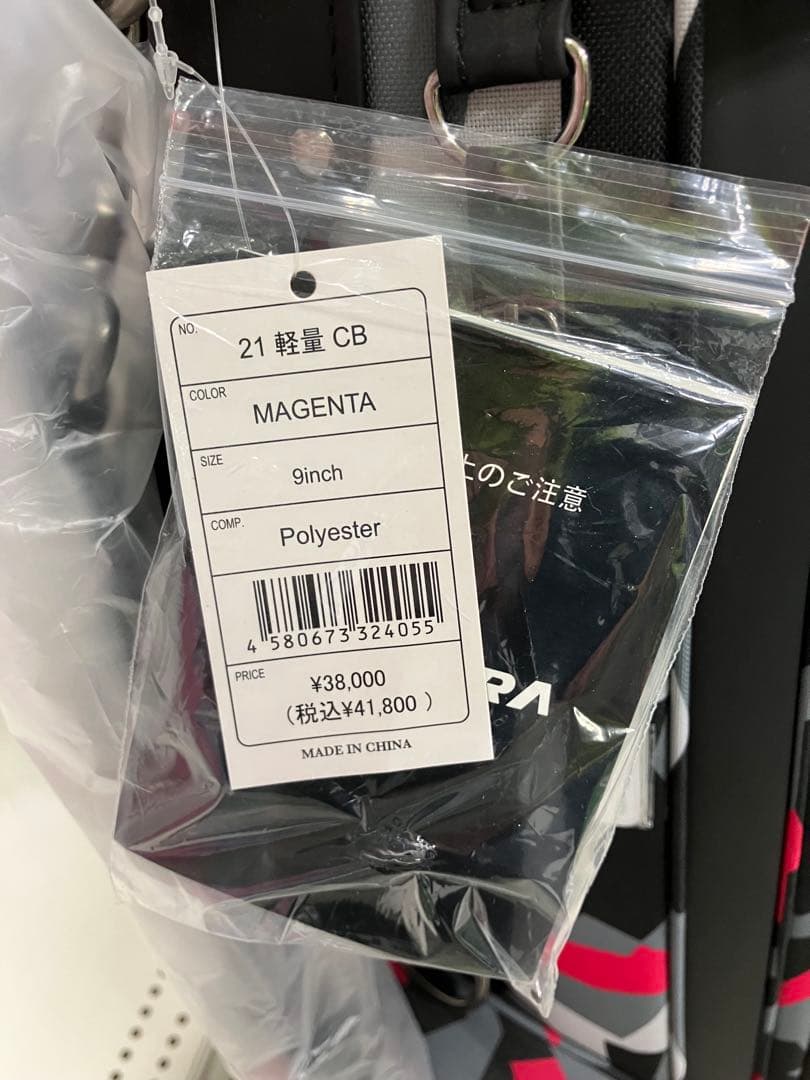 NO.
21 軽量 CB
COLOR
MAGENTA
SIZE
9inch
COMP.
Polyester
4 580673 324055
PRICE
¥38,000
(税込¥41,800 )
MADE IN CHINA
上のご注意
RA